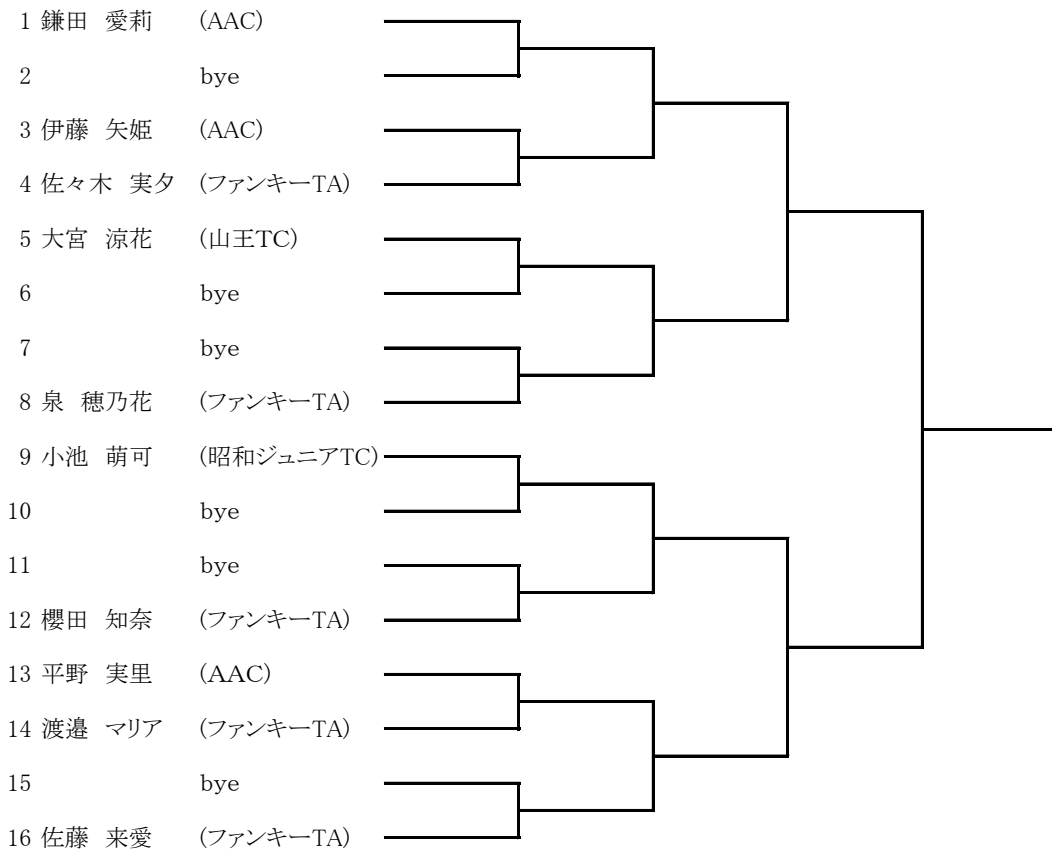 1 鎌田　愛莉　(AAC)
2　bye
3 伊藤　矢姫　(AAC)
4 佐々木　実夕　(ファンキーTA)
5 大宮　涼花　(山王TC)
6　bye
7　bye
8 泉　穂乃花　(ファンキーTA)
9 小池　萌可　(昭和ジュニアTC)
10　bye
11　bye
12 櫻田　知奈　(ファンキーTA)
13 平野　実里　(AAC)
14 渡邉　マリア　(ファンキーTA)
15　bye
16 佐藤　来愛　(ファンキーTA)